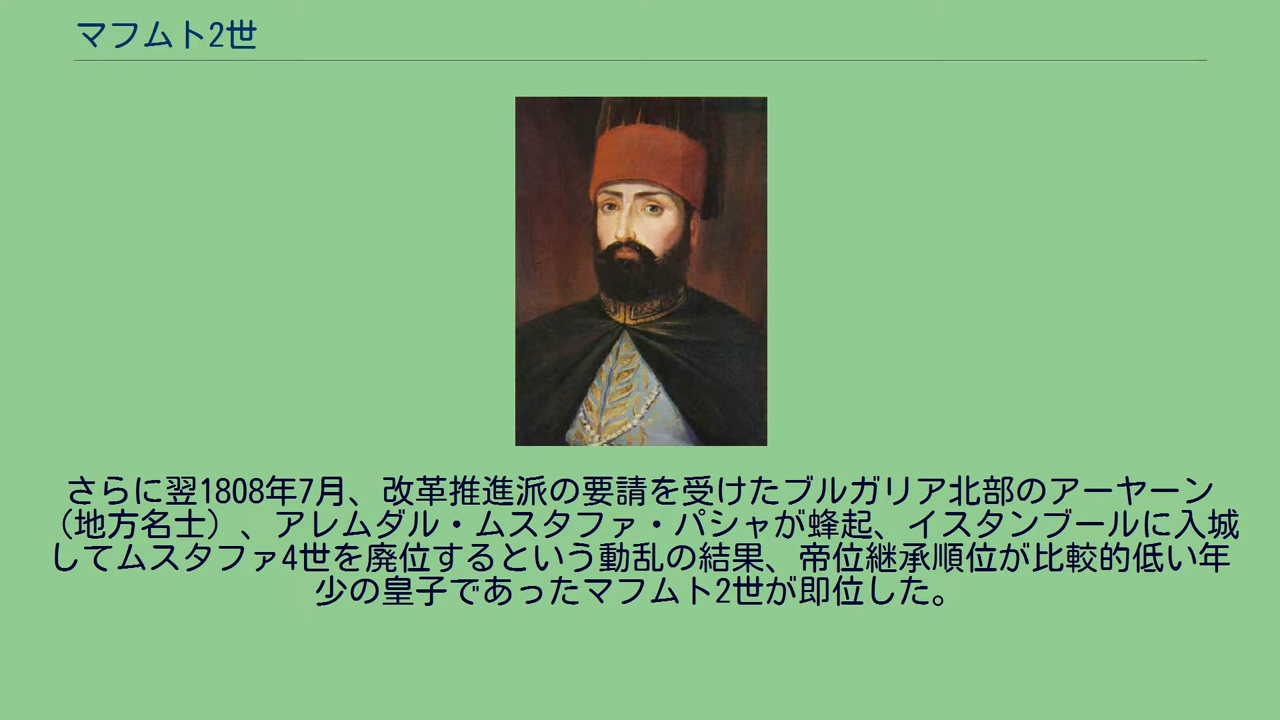 マフムト2世
さらに翌1808年7月、改革推進派の要請を受けたブルガリア北部のアーヤーン
（地方名士）、アレムダル・ムスタファ・パシャが蜂起、イスタンブールに入城
してムスタファ4世を廃位するという動乱の結果、帝位継承順位が比較的低い年
少の皇子であったマフムト2世が即位した。